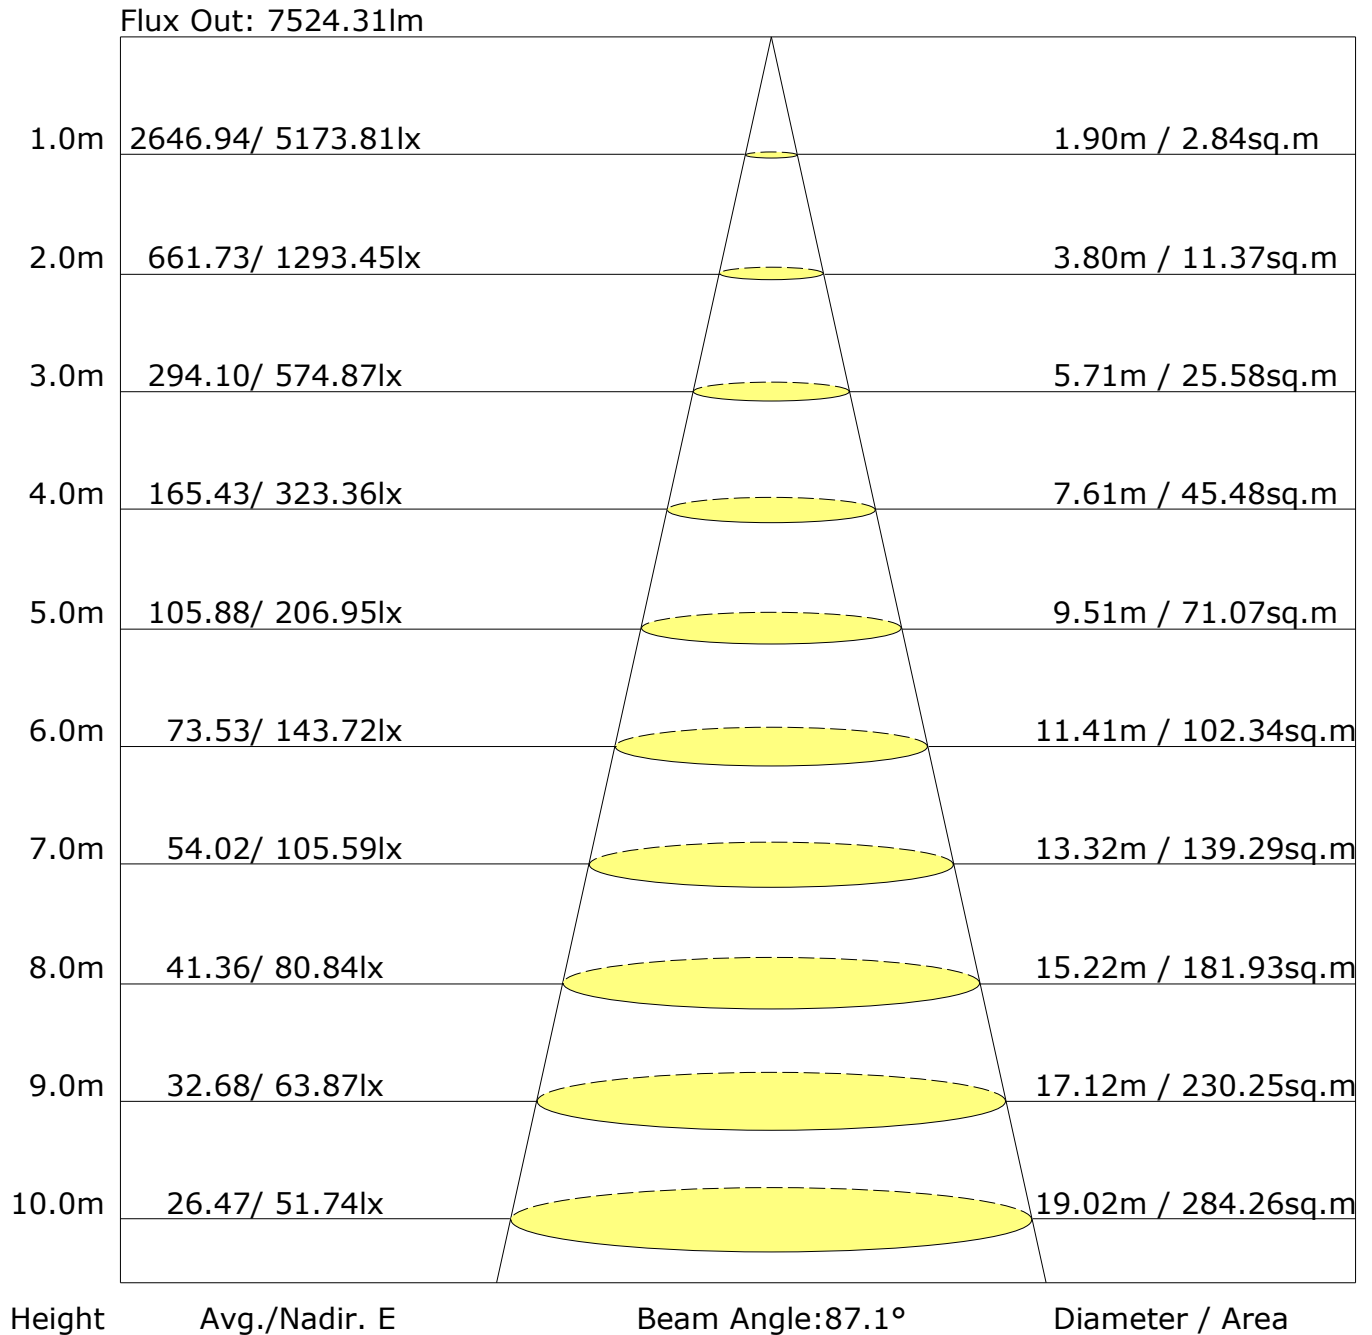 Flux Out: 7524.31lm
1.0m 2646.94/ 5173.81lx 1.90m / 2.84sq.m
2.0m 661.73/ 1293.45lx 3.80m / 11.37sq.m
3.0m 294.10/ 574.87lx 5.71m / 25.58sq.m
4.0m 165.43/ 323.36lx 7.61m / 45.48sq.m
5.0m 105.88/ 206.95lx 9.51m / 71.07sq.m
6.0m 73.53/ 143.72lx 11.41m / 102.34sq.m
7.0m 54.02/ 105.59lx 13.32m / 139.29sq.m
8.0m 41.36/ 80.84lx 15.22m / 181.93sq.m
9.0m 32.68/ 63.87lx 17.12m / 230.25sq.m
10.0m 26.47/ 51.74lx 19.02m / 284.26sq.m
Height Avg./Nadir. E Beam Angle:87.1° Diameter / Area